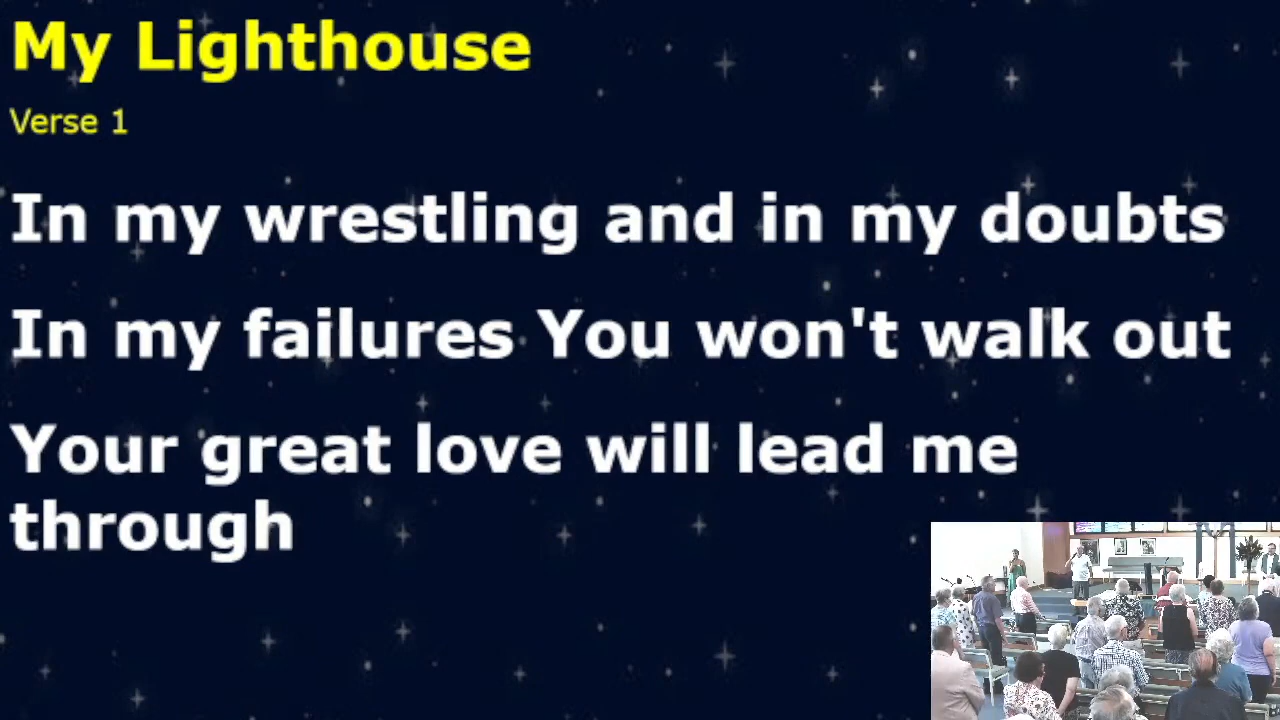 My Lighthouse
Verse 1
In my wrestling and in my doubts
In my failures You won't walk out
Your great love will lead me
through